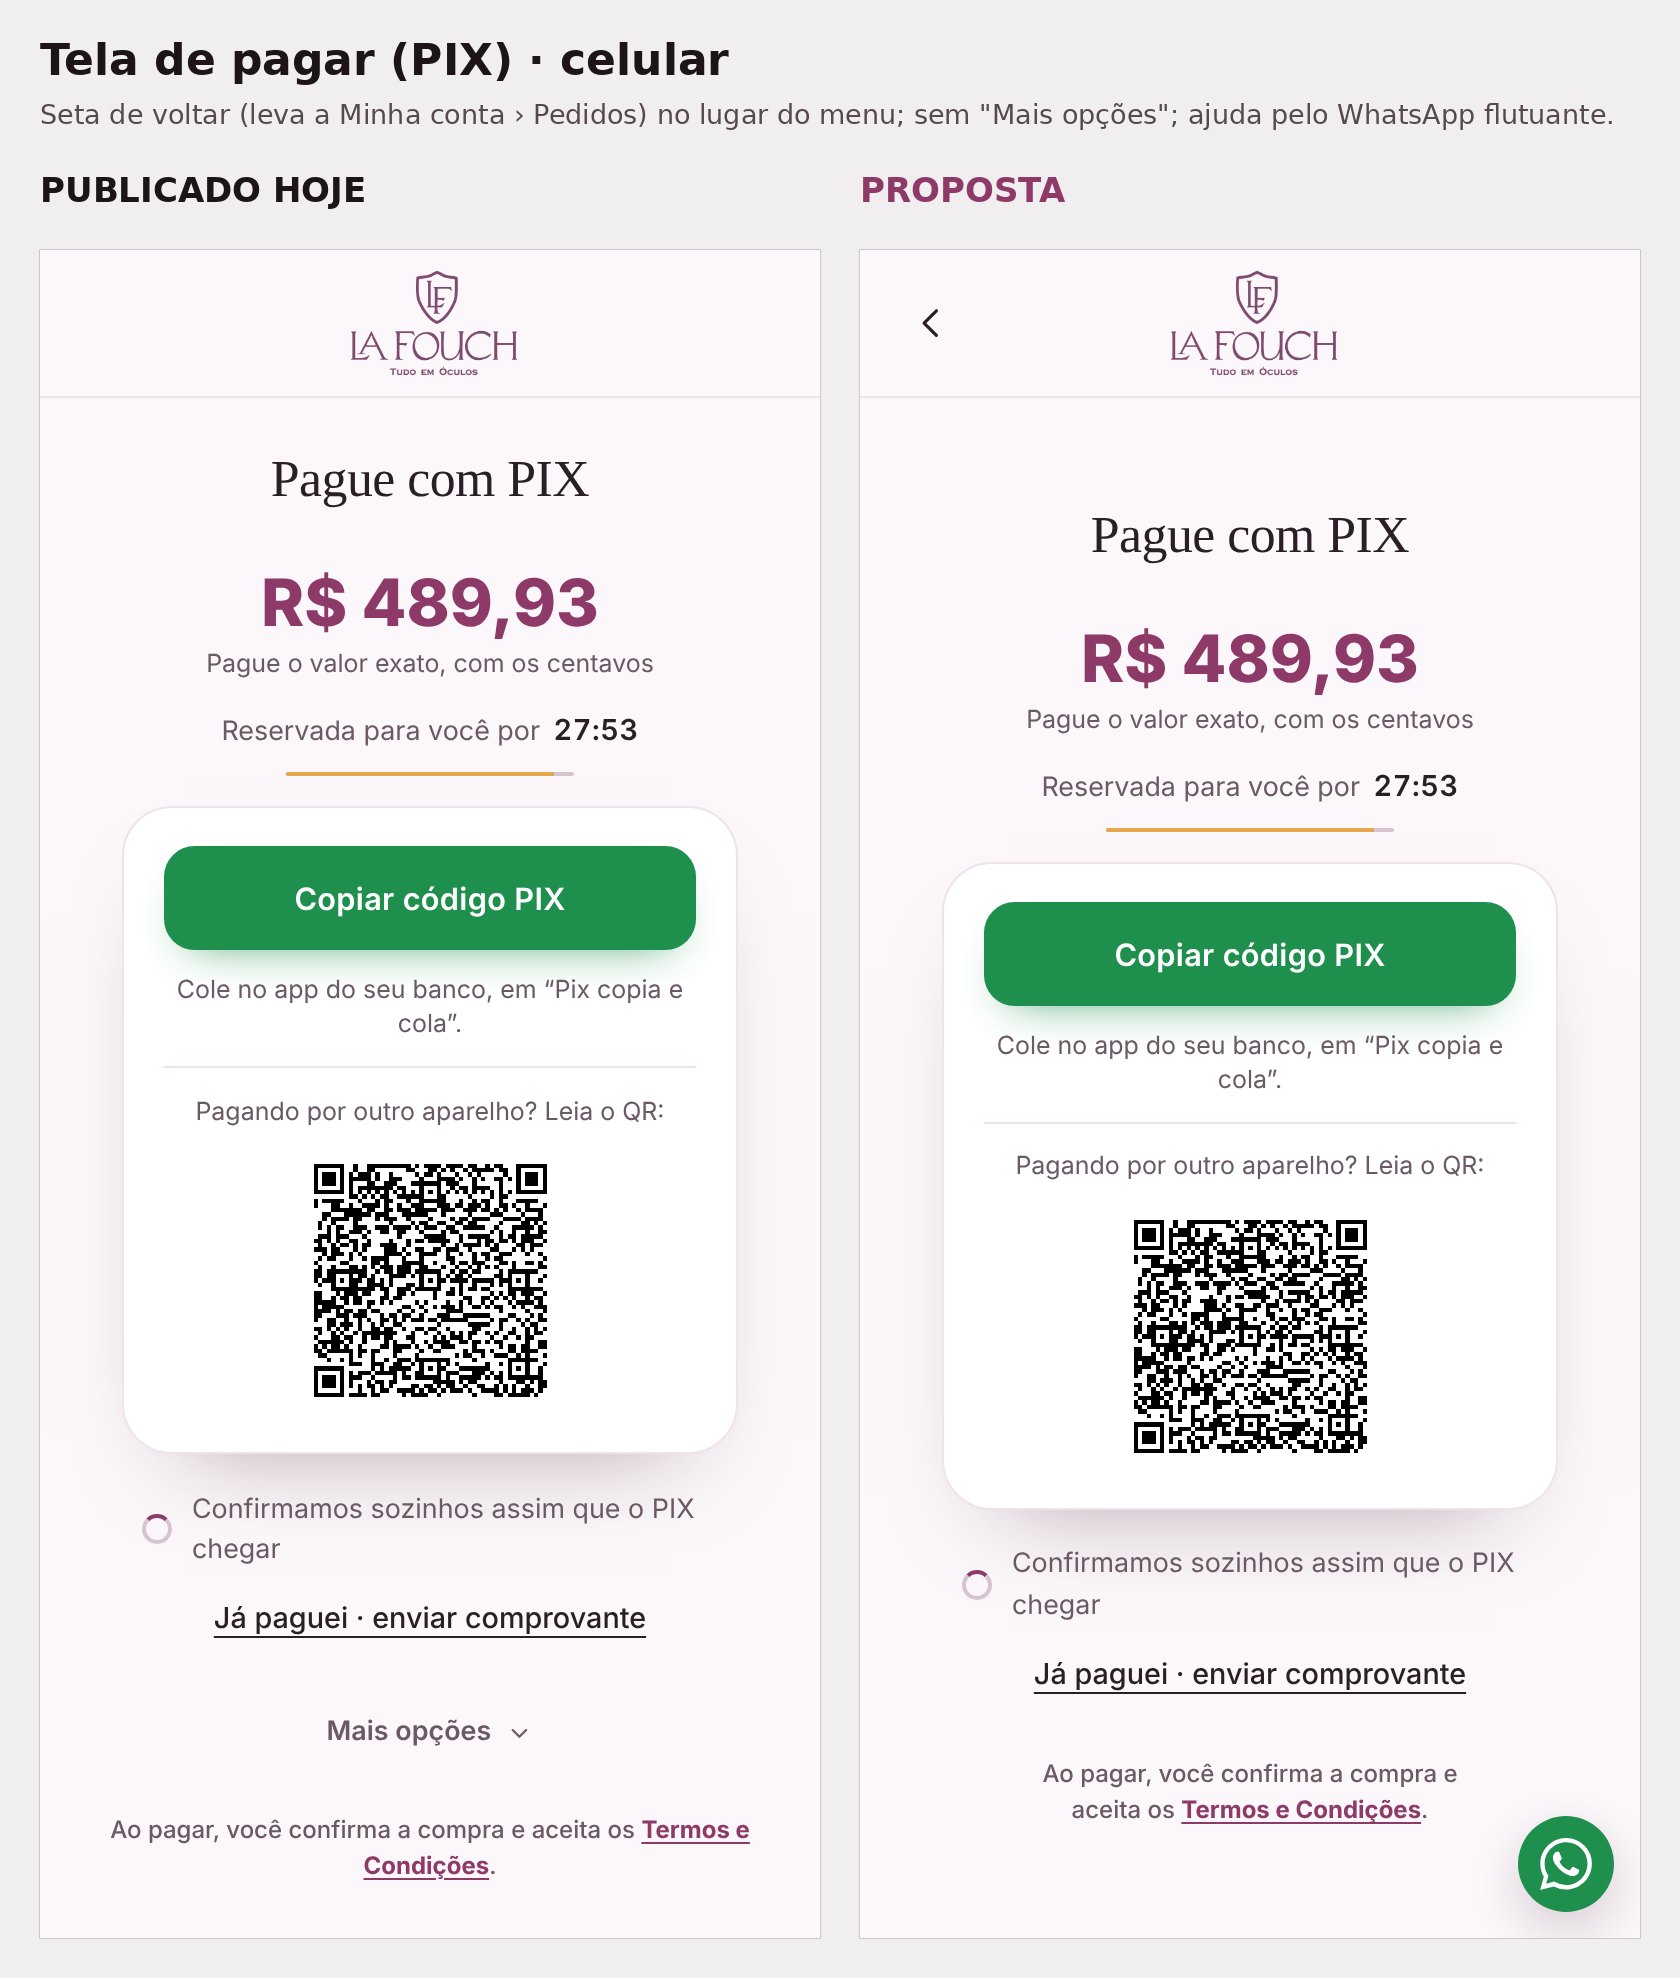 Tela de pagar (PIX) · celular
Seta de voltar (leva a Minha conta › Pedidos) no lugar do menu; sem "Mais opções"; ajuda pelo WhatsApp flutuante.
PUBLICADO HOJE
LF
LA FOUCH
TUDO EM ÓCULOS
Pague com PIX
R$ 489,93
Pague o valor exato, com os centavos
Reservada para você por 27:53
Copiar código PIX
Cole no app do seu banco, em “Pix copia e
cola”.
Pagando por outro aparelho? Leia o QR:
Confirmamos sozinhos assim que o PIX
chegar
Já paguei · enviar comprovante
Mais opções
Ao pagar, você confirma a compra e aceita os Termos e
Condições.
PROPOSTA
LF
LA FOUCH
TUDO EM ÓCULOS
Pague com PIX
R$ 489,93
Pague o valor exato, com os centavos
Reservada para você por 27:53
Copiar código PIX
Cole no app do seu banco, em “Pix copia e
cola”.
Pagando por outro aparelho? Leia o QR:
Confirmamos sozinhos assim que o PIX
chegar
Já paguei · enviar comprovante
Ao pagar, você confirma a compra e
aceita os Termos e Condições.